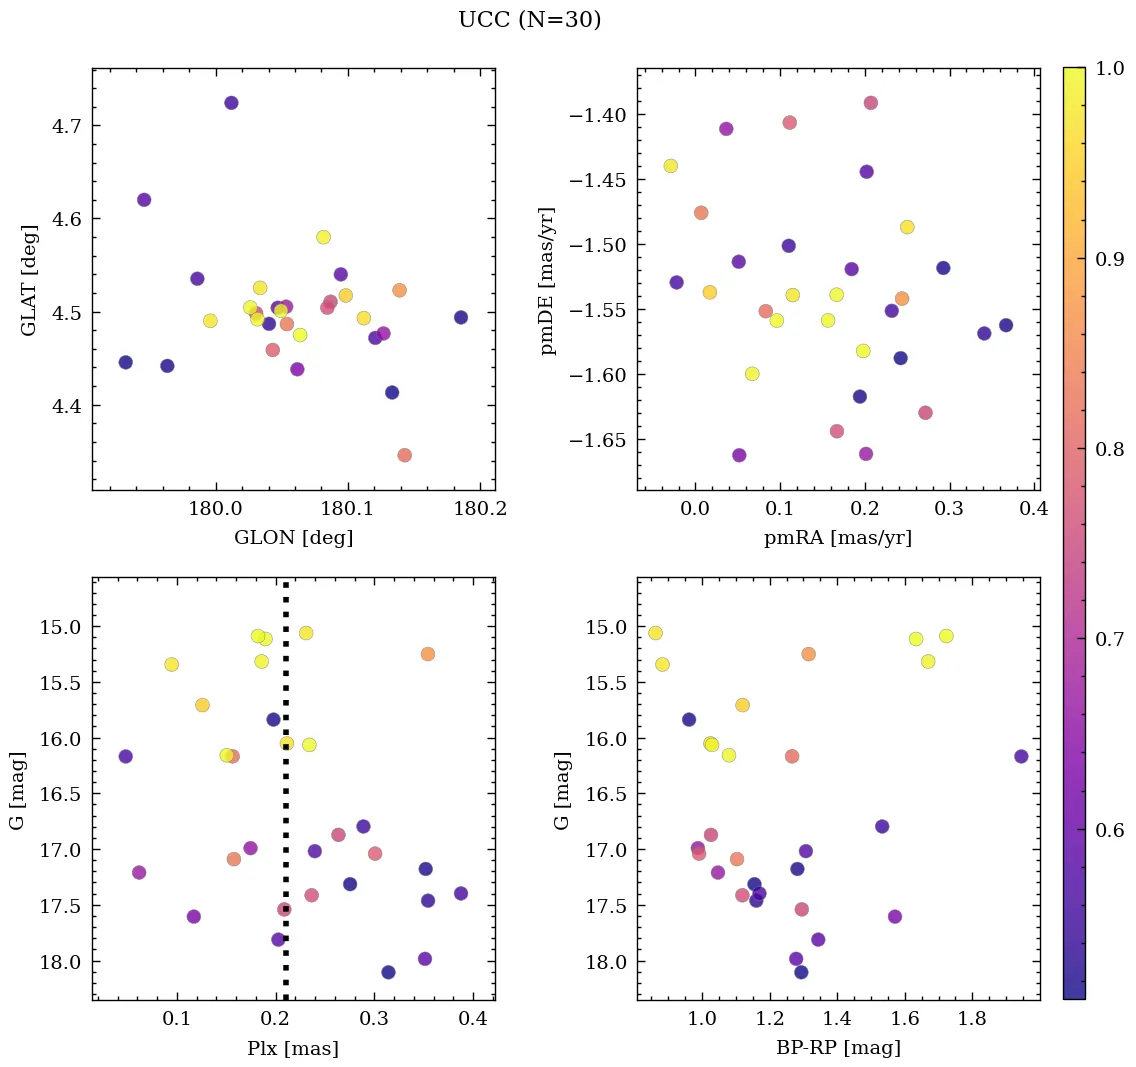 UCC (N=30)
4.7
4.6
4.5
4.4
GLAT [deg]
180.0 180.1 180.2
GLON [deg]
−1.40
−1.45
−1.50
−1.55
−1.60
−1.65
pmDE [mas/yr]
0.0 0.1 0.2 0.3 0.4
pmRA [mas/yr]
1.0
0.9
0.8
0.7
0.6
15.0
15.5
16.0
16.5
17.0
17.5
18.0
G [mag]
0.1 0.2 0.3 0.4
Plx [mas]
15.0
15.5
16.0
16.5
17.0
17.5
18.0
G [mag]
1.0 1.2 1.4 1.6 1.8
BP-RP [mag]